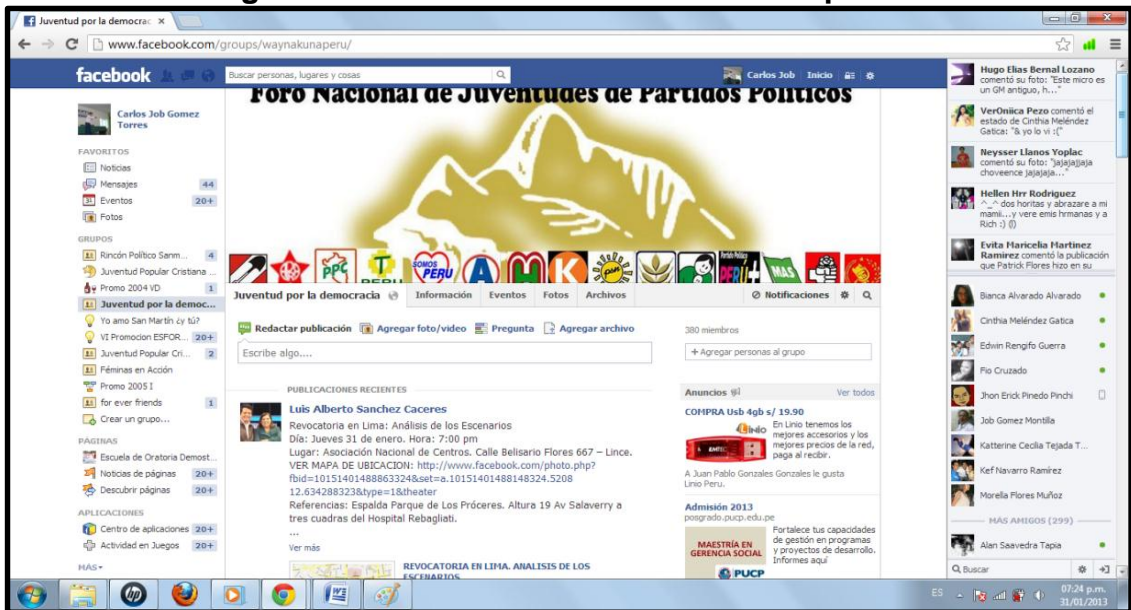 Juventud por la democrac
www.facebook.com/groups/waynakunaperu/
facebook
Buscar personas, lugares y cosas
Carlos Job
Inicio
Carlos Job Gomez
Torres
FAVORITOS
Noticias
Mensajes 44
Eventos 20+
Fotos
GRUPOS
Rincón Político Sanm... 4
Juventud Popular Cristiana ...
Promo 2004 VD 1
Juventud por la democ...
Yo amo San Martín ¿y tú?
VI Promocion ESFOR... 20+
Juventud Popular Cri... 2
Féminas en Acción
Promo 2005 I
for ever friends 1
Crear un grupo...
PÁGINAS
Escuela de Oratoria Demost...
Noticias de páginas 20+
Descubrir páginas 20+
APLICACIONES
Centro de aplicaciones 20+
Actividad en Juegos 20+
MÁS
Foro Nacional de Juventudes de Partidos Políticos
PPC
T
PERU
SOMOS
PERÚ
A
M
K
psn
PERÚ+
MAS
Juventud por la democracia
Información
Eventos
Fotos
Archivos
Notificaciones
Redactar publicación
Agregar foto/video
Pregunta
Agregar archivo
Escribe algo....
PUBLICACIONES RECIENTES
Luis Alberto Sanchez
Caceres
Revocatoria en Lima: Análisis de los
Escenarios
Día: Jueves 31 de enero. Hora: 7:00 pm
Lugar: Asociación Nacional de Centros. Calle Belisario Flores 667 – Lince.
VER MAPA DE UBICACION: http://www.facebook.com/photo.php?
fbid=10151401488863324&set=a.10151401488148324.5208
12.634288323&type=1&theater
Referencias: Espalda Parque de Los Próceres. Altura 19 Av Salaverry a
tres cuadras del Hospital Rebagliati.
...
Ver más
REVOCATORIA EN LIMA. ANALISIS DE LOS
ESCENARIOS
380 miembros
+ Agregar personas al grupo
Anuncios
Ver todos
COMPRA Usb 4gb s/ 19.90
Linio
EMTEC
En Linio tenemos los
mejores accesorios y los
mejores precios de la red,
paga al recibir.
A Juan Pablo Gonzales Gonzales le gusta
Linio Peru.
Admisión 2013
posgrado.pucp.edu.pe
MAESTRÍA EN
GERENCIA SOCIAL
PUCP
Fortalece tus capacidades
de gestión en programas
y proyectos de desarrollo.
Informes aquí
Hugo Elias Bernal Lozano
comentó su foto: "Este micro es
un GM antiguo, h..."
VerOniica Pezo comentó el
estado de Cinthia Meléndez
Gatica: "& yo lo vi :("
Neysser Llanos Yoplac
comentó su foto: "jajajajjaja
choveence jajajaja..."
Hellen Hrr Rodriguez
^_^ dos horitas y abrazare a mi
mamii...y vere emis hrmanas y a
Rich :) (l)
Evita Maricelia Martinez
Ramirez comentó la publicación
que Patrick Flores hizo en su
Bianca Alvarado Alvarado
Cinthia Meléndez Gatica
Edwin Rengifo Guerra
Fio Cruzado
Jhon Erick Pinedo Pinchi
Job Gomez Montilla
Katterine Cecilia Tejada T...
Kef Navarro Ramírez
Morella Flores Muñoz
MÁS AMIGOS (299)
Alan Saavedra Tapia
Buscar
ES
07:24 p.m.
31/01/2013